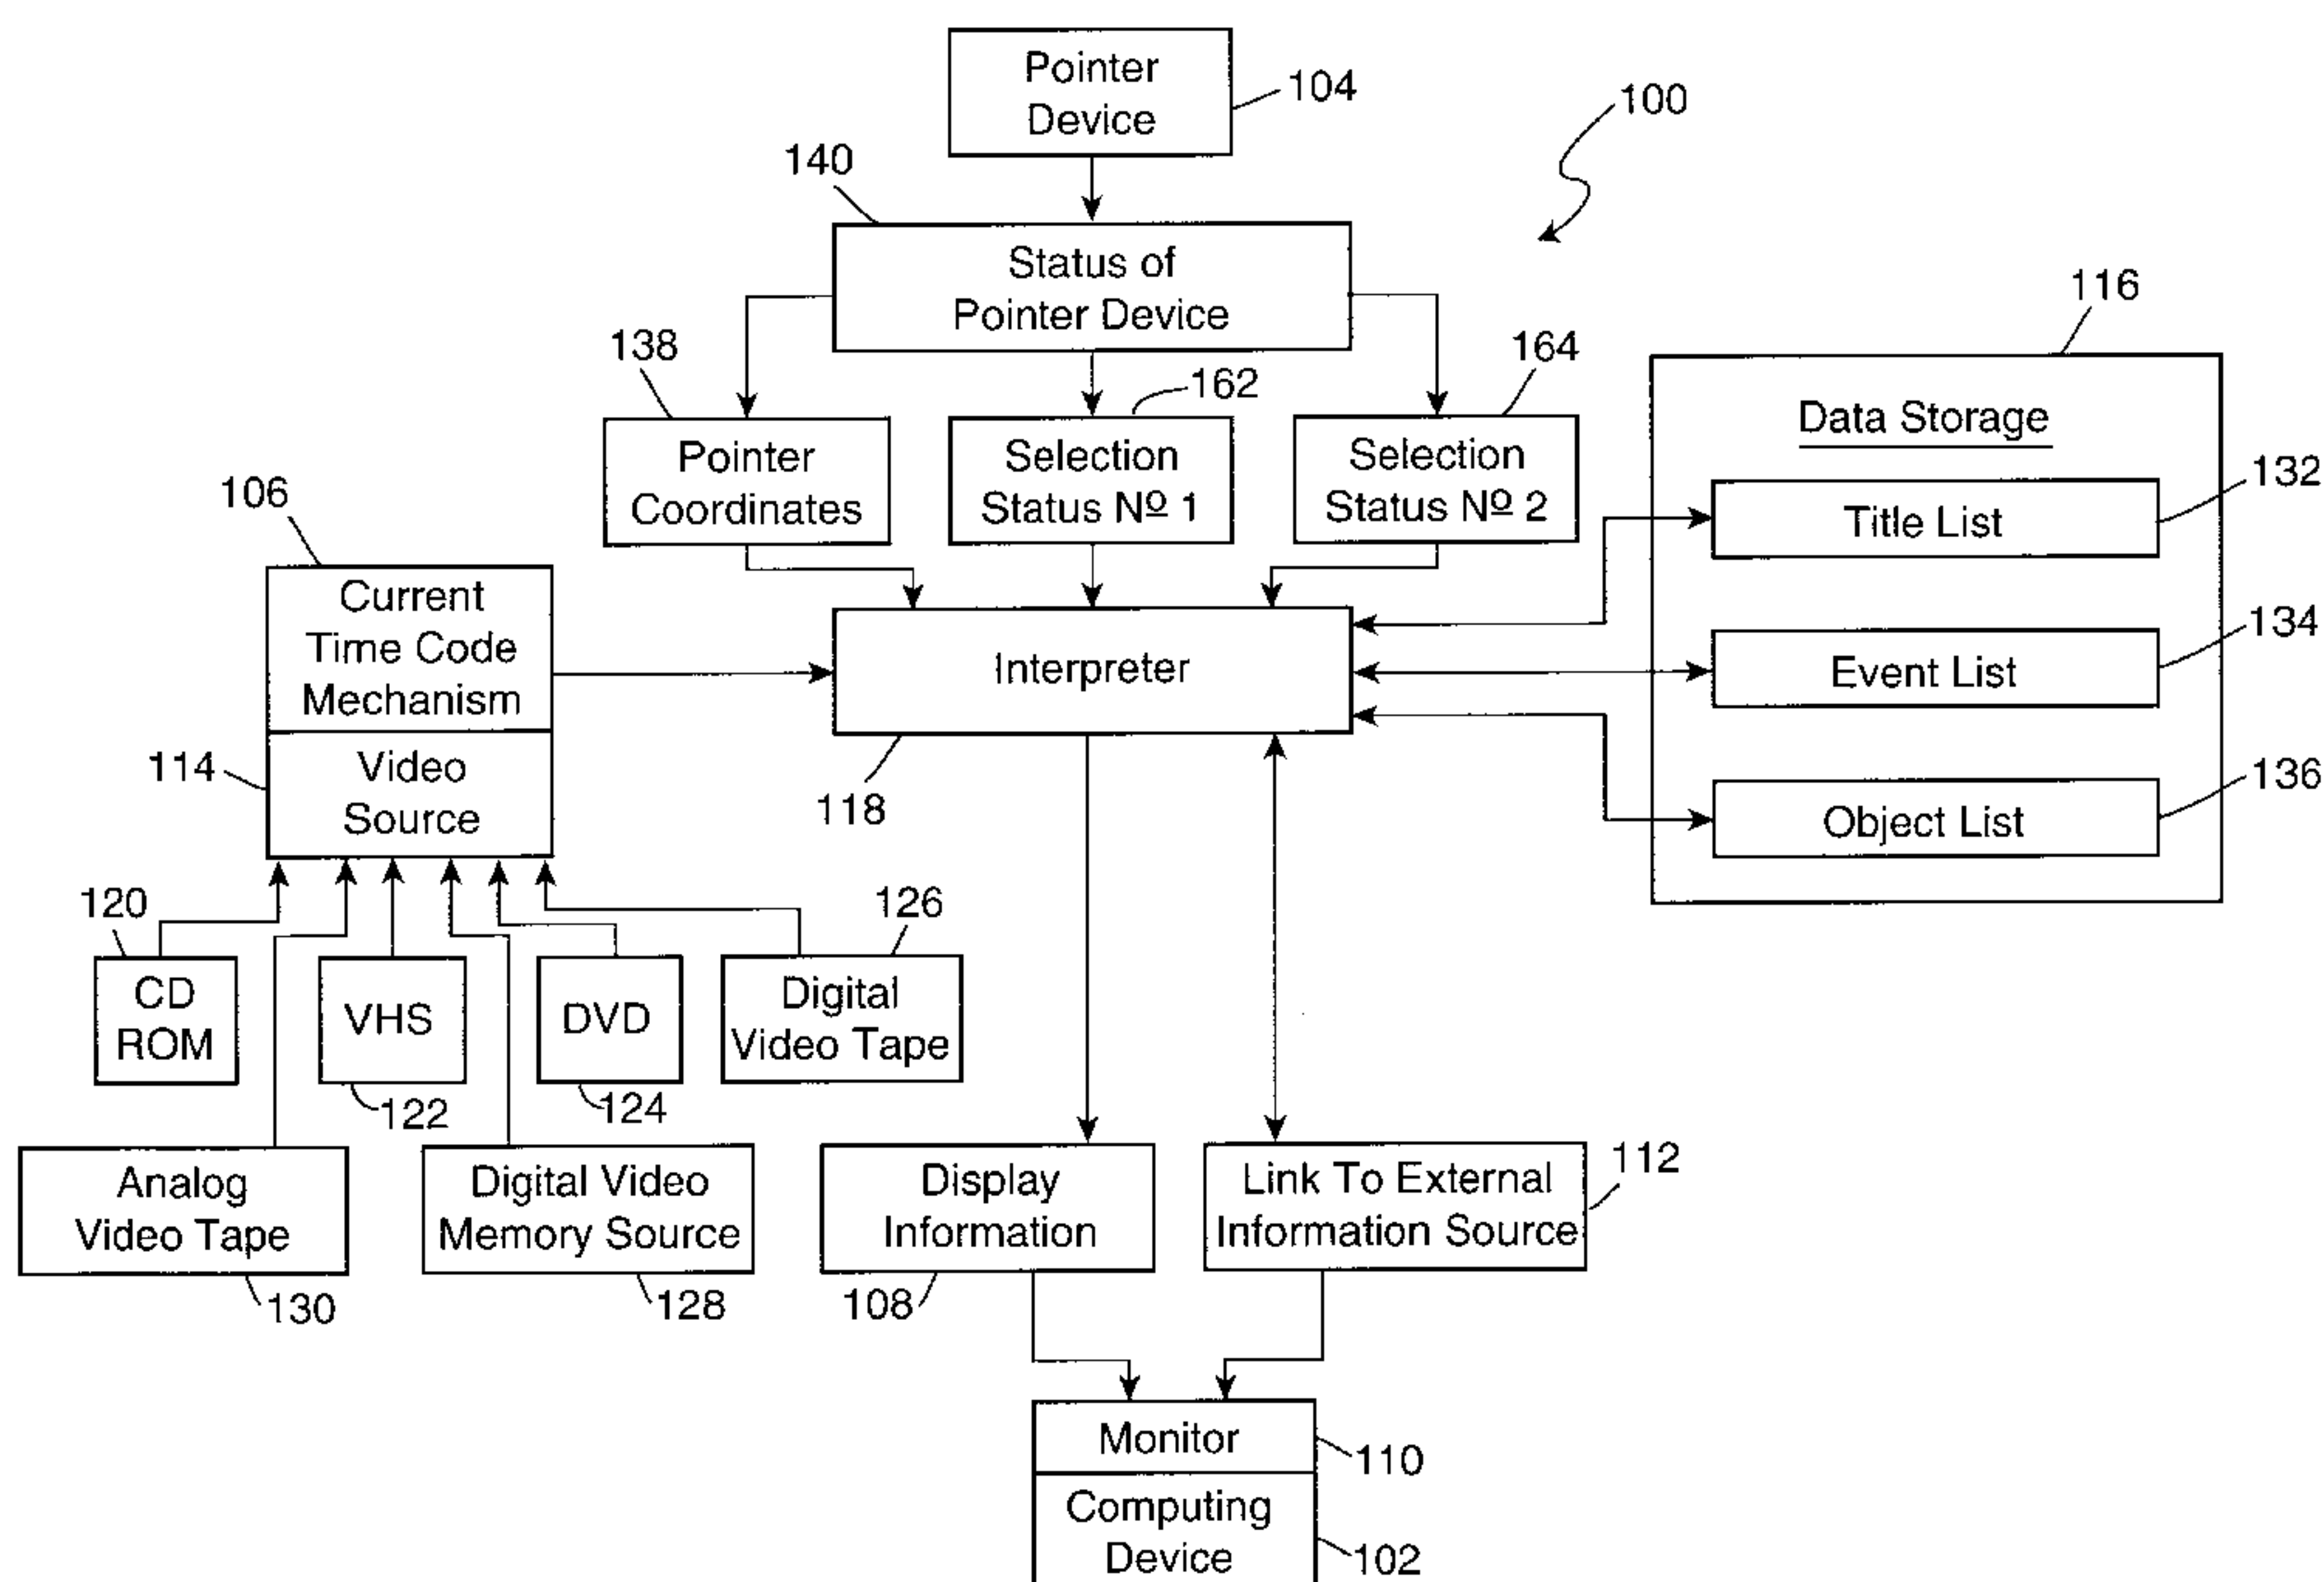 Pointer
Device
104
100
140
Status of
Pointer Device
116
138
162
164
Data Storage
Pointer
Coordinates
Selection
Status Nº 1
Selection
Status Nº 2
132
Title List
106
Current
Time Code
Mechanism
134
Event List
Interpreter
114
Video
Source
118
136
Object List
120
126
CD
ROM
VHS
DVD
Digital
Video Tape
122
124
Analog
Video Tape
Digital Video
Memory Source
Display
Information
Link To External
Information Source
112
130
128
108
Monitor
110
Computing
Device
102